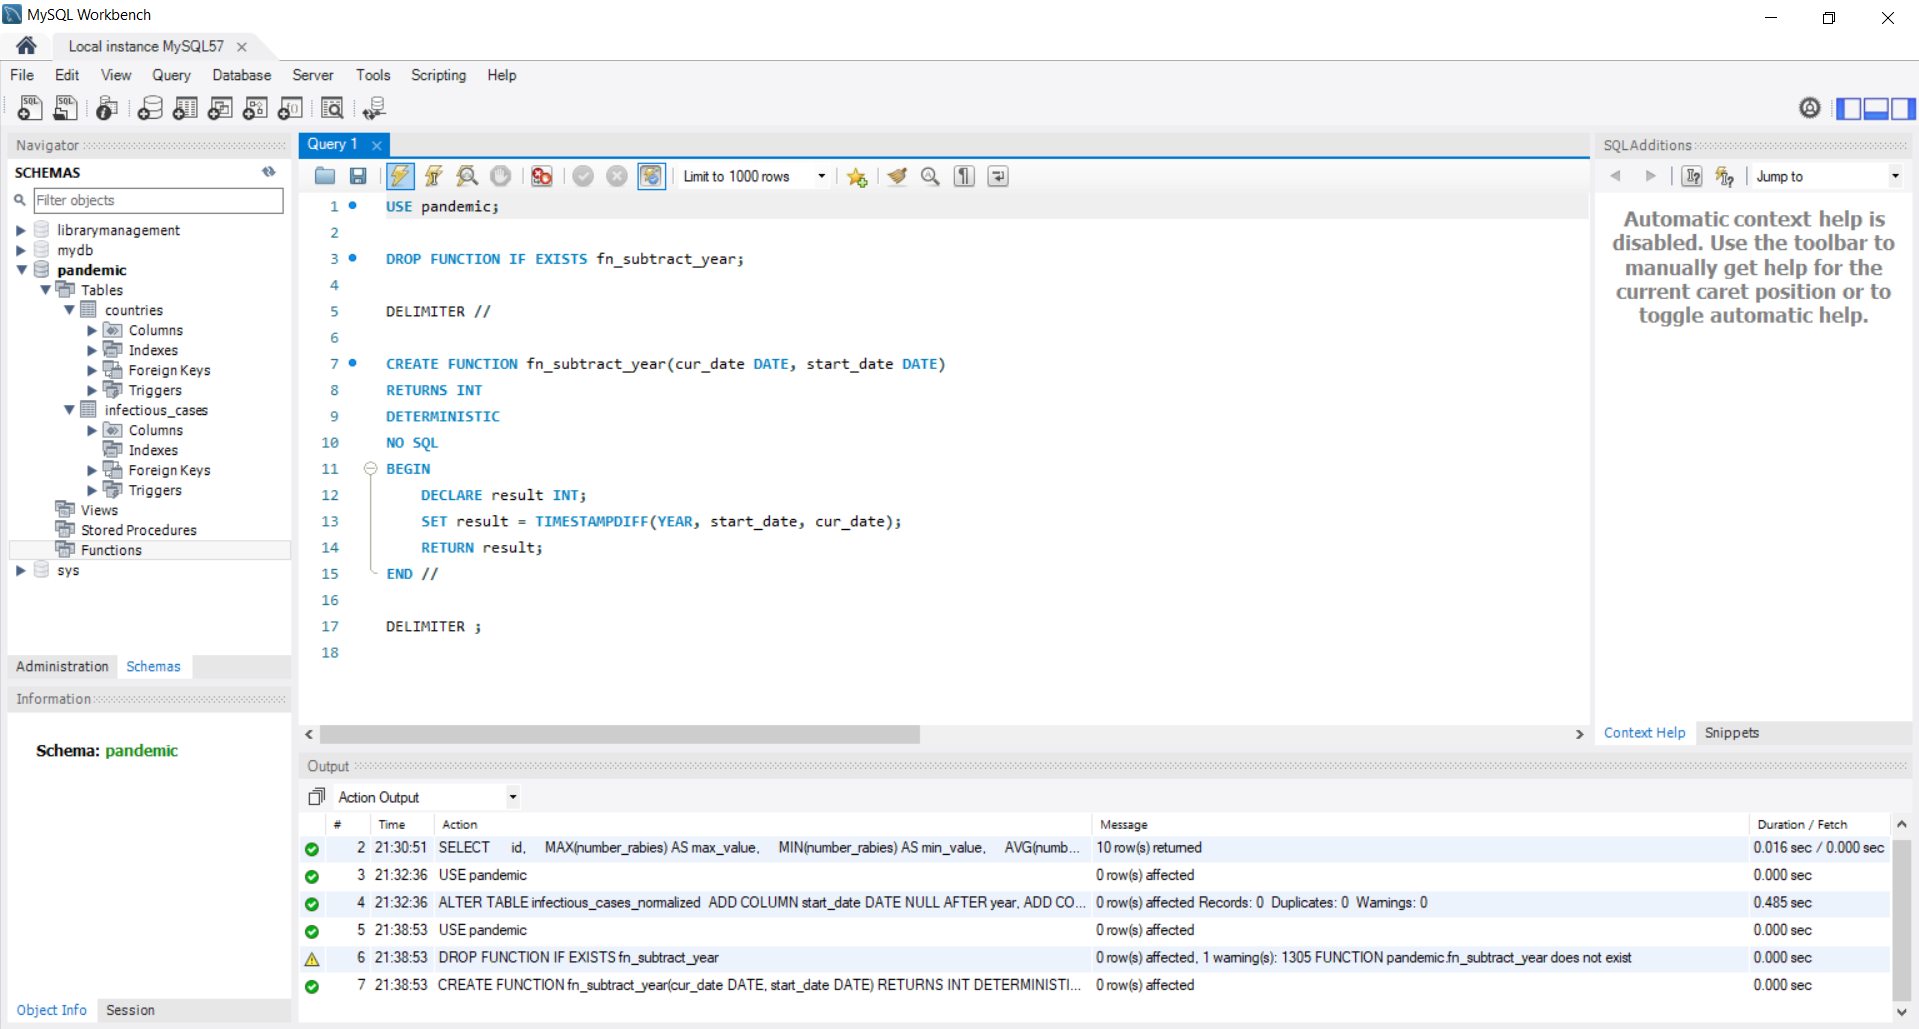 MySQL Workbench
Local instance MySQL57
File Edit View Query Database Server Tools Scripting Help
Navigator
SCHEMAS
Filter objects
librarymanagement
mydb
pandemic
Tables
countries
Columns
Indexes
Foreign Keys
Triggers
infectious_cases
Columns
Indexes
Foreign Keys
Triggers
Views
Stored Procedures
Functions
sys
Administration Schemas
Information
Schema: pandemic
Object Info Session
Query 1
Limit to 1000 rows
1 USE pandemic;
2
3 DROP FUNCTION IF EXISTS fn_subtract_year;
4
5 DELIMITER //
6
7 CREATE FUNCTION fn_subtract_year(cur_date DATE, start_date DATE)
8 RETURNS INT
9 DETERMINISTIC
10 NO SQL
11 BEGIN
12 DECLARE result INT;
13 SET result = TIMESTAMPDIFF(YEAR, start_date, cur_date);
14 RETURN result;
15 END //
16
17 DELIMITER ;
18
SQLAdditions
Jump to
Automatic context help is
disabled. Use the toolbar to
manually get help for the
current caret position or to
toggle automatic help.
Context Help Snippets
Output
Action Output
# Time Action Message Duration / Fetch
2 21:30:51 SELECT id, MAX(number_rabies) AS max_value, MIN(number_rabies) AS min_value, AVG(numb... 10 row(s) returned 0.016 sec / 0.000 sec
3 21:32:36 USE pandemic 0 row(s) affected 0.000 sec
4 21:32:36 ALTER TABLE infectious_cases_normalized ADD COLUMN start_date DATE NULL AFTER year, ADD CO... 0 row(s) affected Records: 0 Duplicates: 0 Warnings: 0 0.485 sec
5 21:38:53 USE pandemic 0 row(s) affected 0.000 sec
6 21:38:53 DROP FUNCTION IF EXISTS fn_subtract_year 0 row(s) affected, 1 warning(s): 1305 FUNCTION pandemic.fn_subtract_year does not exist 0.000 sec
7 21:38:53 CREATE FUNCTION fn_subtract_year(cur_date DATE, start_date DATE) RETURNS INT DETERMINISTI... 0 row(s) affected 0.000 sec